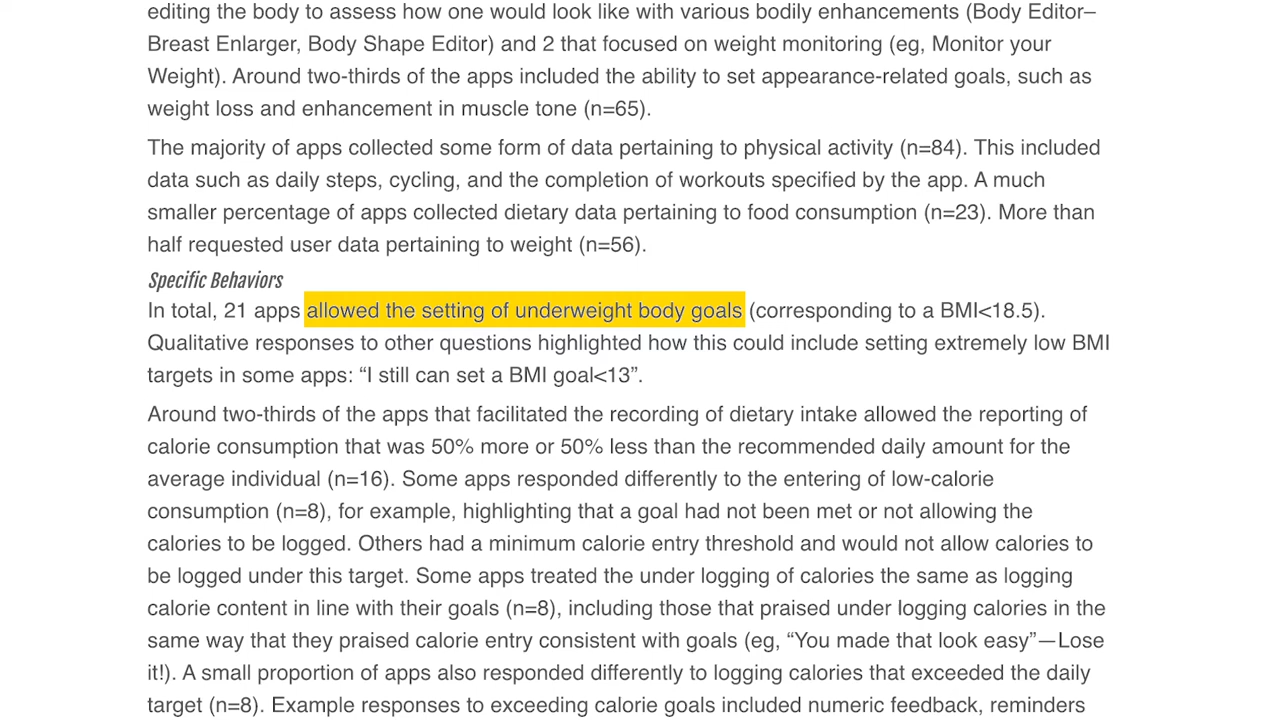 editing the body to assess how one would look like with various bodily enhancements (Body Editor–
Breast Enlarger, Body Shape Editor) and 2 that focused on weight monitoring (eg, Monitor your
Weight). Around two-thirds of the apps included the ability to set appearance-related goals, such as
weight loss and enhancement in muscle tone (n=65).
The majority of apps collected some form of data pertaining to physical activity (n=84). This included
data such as daily steps, cycling, and the completion of workouts specified by the app. A much
smaller percentage of apps collected dietary data pertaining to food consumption (n=23). More than
half requested user data pertaining to weight (n=56).
Specific Behaviors
In total, 21 apps allowed the setting of underweight body goals (corresponding to a BMI<18.5).
Qualitative responses to other questions highlighted how this could include setting extremely low BMI
targets in some apps: “I still can set a BMI goal<13”.
Around two-thirds of the apps that facilitated the recording of dietary intake allowed the reporting of
calorie consumption that was 50% more or 50% less than the recommended daily amount for the
average individual (n=16). Some apps responded differently to the entering of low-calorie
consumption (n=8), for example, highlighting that a goal had not been met or not allowing the
calories to be logged. Others had a minimum calorie entry threshold and would not allow calories to
be logged under this target. Some apps treated the under logging of calories the same as logging
calorie content in line with their goals (n=8), including those that praised under logging calories in the
same way that they praised calorie entry consistent with goals (eg, “You made that look easy”—Lose
it!). A small proportion of apps also responded differently to logging calories that exceeded the daily
target (n=8). Example responses to exceeding calorie goals included numeric feedback, reminders